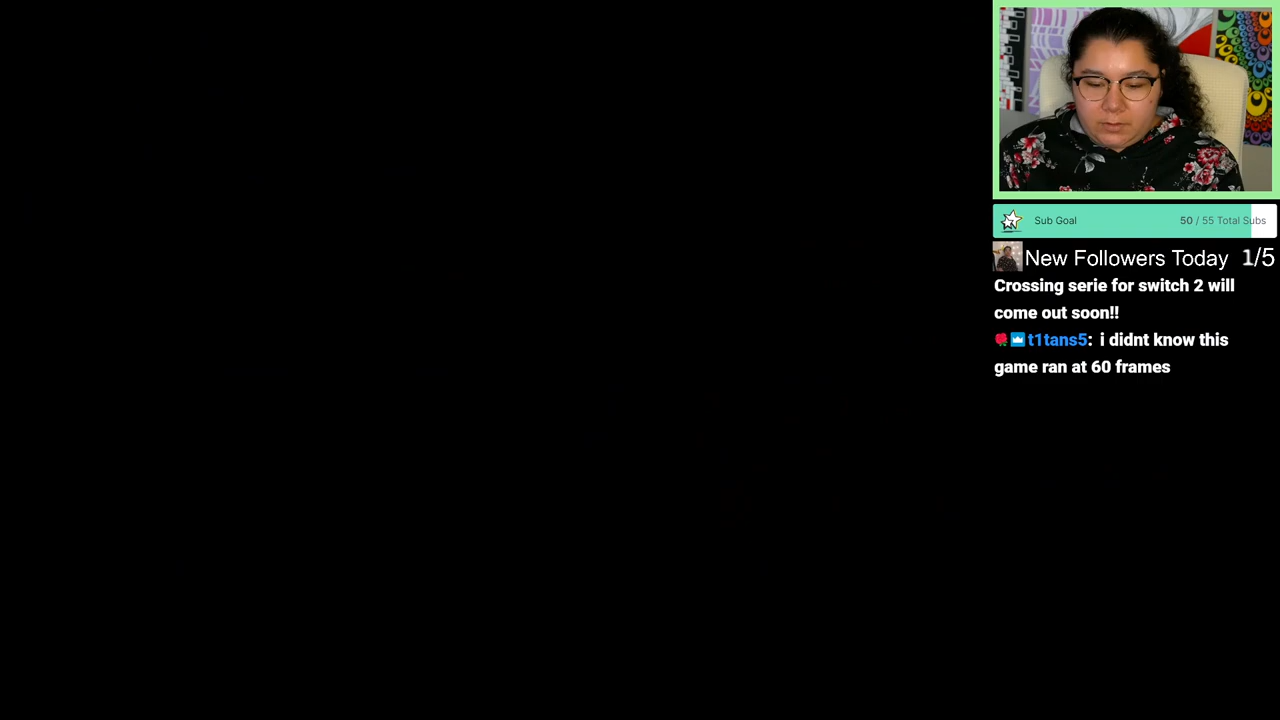 Sub Goal
50 / 55 Total Subs
New Followers Today 1/5
Crossing serie for switch 2 will
come out soon!!
t1tans5: i didnt know this
game ran at 60 frames